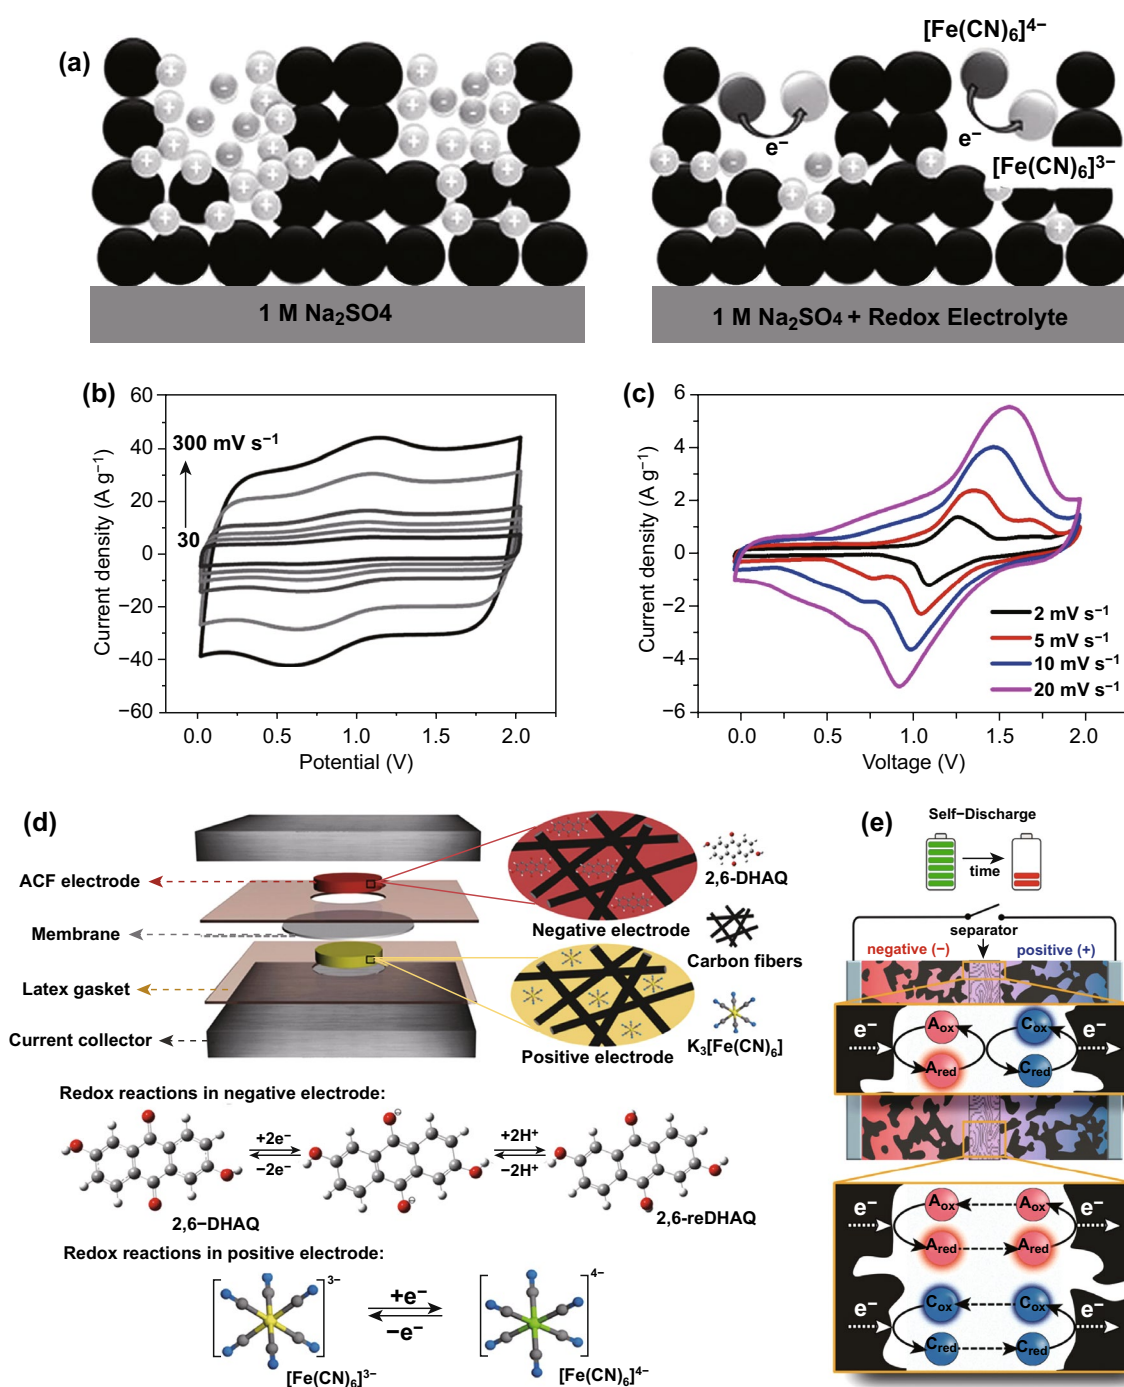 (a)
[Fe(CN)₆]⁴⁻
e⁻
e⁻
[Fe(CN)₆]³⁻
1 M Na₂SO4
1 M Na₂SO₄ + Redox Electrolyte
(b)
60
40
20
0
−20
−40
−60
Current density (A g⁻¹)
300 mV s⁻¹
30
0.0 0.5 1.0 1.5 2.0
Potential (V)
(c)
6
4
2
0
−2
−4
−6
Current density (A g⁻¹)
2 mV s⁻¹
5 mV s⁻¹
10 mV s⁻¹
20 mV s⁻¹
0.0 0.5 1.0 1.5 2.0
Voltage (V)
(d)
ACF electrode
Membrane
Latex gasket
Current collector
Negative electrode
Positive electrode
2,6-DHAQ
Carbon fibers
K₃[Fe(CN)₆]
Redox reactions in negative electrode:
+2e⁻
−2e⁻
+2H⁺
−2H⁺
2,6−DHAQ
2,6-reDHAQ
Redox reactions in positive electrode:
3−
+e⁻
−e⁻
4−
[Fe(CN)₆]³⁻
[Fe(CN)₆]⁴⁻
(e)
Self−Discharge
time
separator
negative (−)
positive (+)
e⁻ Aox Cox e⁻
Ared Cred
e⁻ Aox Aox e⁻
Ared Ared
e⁻ Cox Cox e⁻
Cred Cred